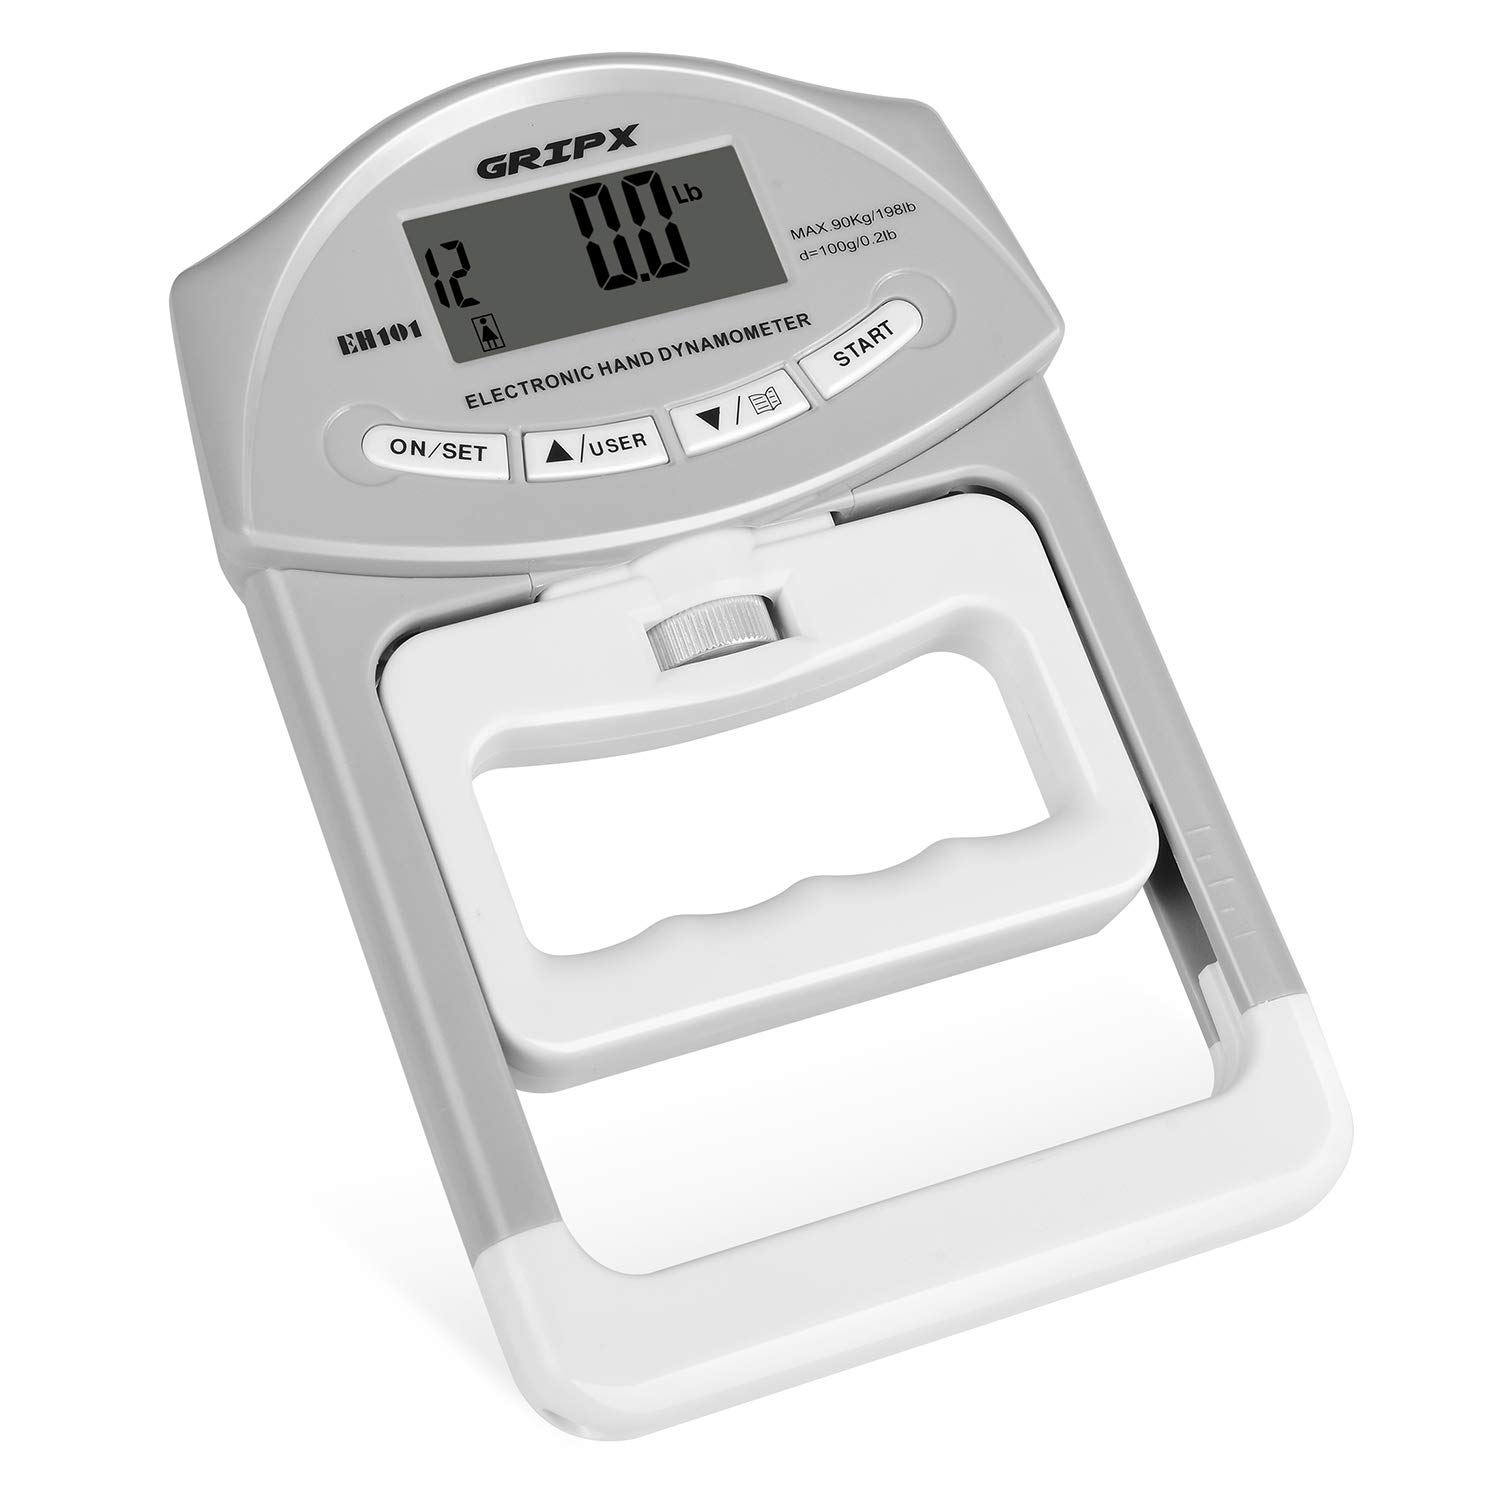 GRIPX
0.0 Lb
12
MAX.90Kg/198lb
d=100g/0.2lb
EH101
ELECTRONIC HAND DYNAMOMETER
ON/SET
▲/USER
▼/
START